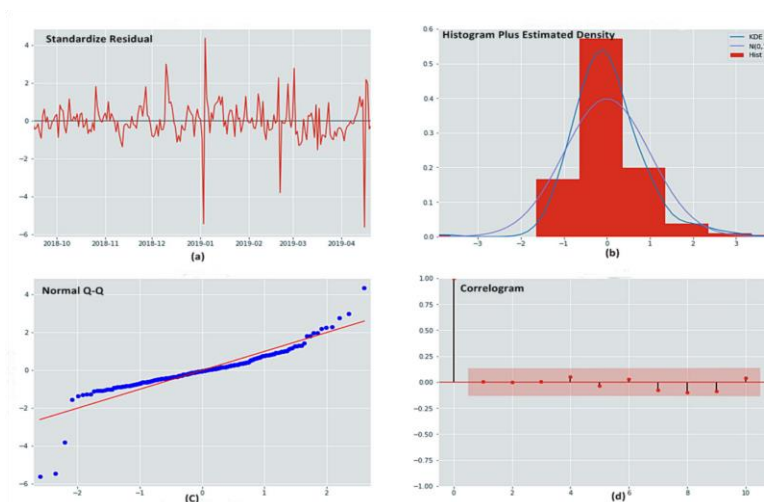 Standardize Residual
4
2
0
−2
−4
−6
2018-10 2018-11 2018-12 2019-01 2019-02 2019-03 2019-04
(a)
Histogram Plus Estimated Density
KDE
N(0,
Hist
0.6
0.5
0.4
0.3
0.2
0.1
0.0
−3 −2 −1 0 1 2 3
(b)
Normal Q-Q
4
2
0
−2
−4
−6
−2 −1 0 1 2
(C)
Correlogram
1.00
0.75
0.50
0.25
0.00
−0.25
−0.50
−0.75
−1.00
0 2 4 6 8 10
(d)